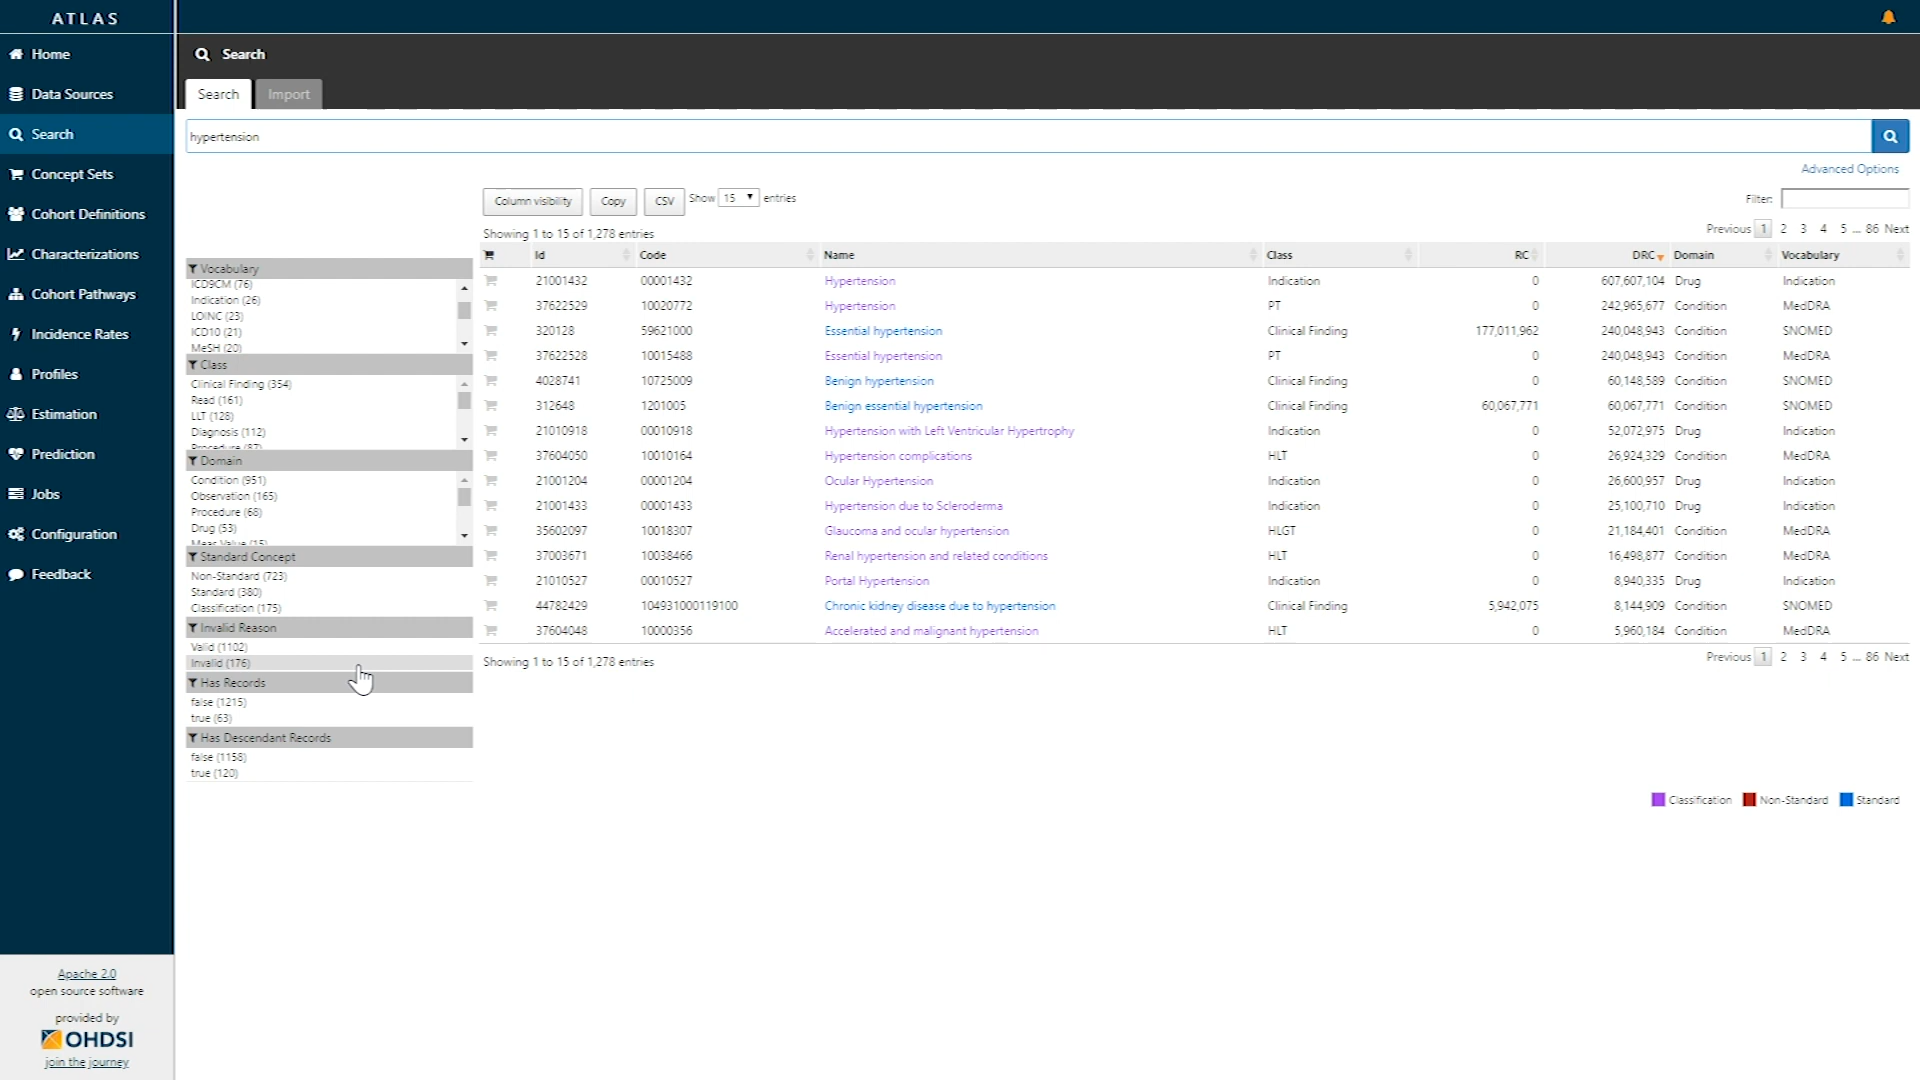 ATLAS
Home
Data Sources
Search
Concept Sets
Cohort Definitions
Characterizations
Cohort Pathways
Incidence Rates
Profiles
Estimation
Prediction
Jobs
Configuration
Feedback
Apache 2.0
open source software
provided by
OHDSI
join the journey
Search
Search Import
hypertension
Advanced Options
Column visibility Copy CSV Show 15 entries Filter:
Showing 1 to 15 of 1,278 entries Previous 1 2 3 4 5 ... 86 Next
Vocabulary
ICD9CM (76)
Indication (26)
LOINC (23)
ICD10 (21)
MeSH (20)
Class
Clinical Finding (354)
Read (161)
LLT (128)
Diagnosis (112)
Procedure (87)
Domain
Condition (951)
Observation (165)
Procedure (68)
Drug (53)
Meas Value (15)
Standard Concept
Non-Standard (723)
Standard (380)
Classification (175)
Invalid Reason
Valid (1102)
Invalid (176)
Has Records
false (1215)
true (63)
Has Descendant Records
false (1158)
true (120)
Id Code Name Class RC DRC Domain Vocabulary
21001432 00001432 Hypertension Indication 0 607,607,104 Drug Indication
37622529 10020772 Hypertension PT 0 242,965,677 Condition MedDRA
320128 59621000 Essential hypertension Clinical Finding 177,011,962 240,048,943 Condition SNOMED
37622528 10015488 Essential hypertension PT 0 240,048,943 Condition MedDRA
4028741 10725009 Benign hypertension Clinical Finding 0 60,148,589 Condition SNOMED
312648 1201005 Benign essential hypertension Clinical Finding 60,067,771 60,067,771 Condition SNOMED
21010918 00010918 Hypertension with Left Ventricular Hypertrophy Indication 0 52,072,975 Drug Indication
37604050 10010164 Hypertension complications HLT 0 26,924,329 Condition MedDRA
21001204 00001204 Ocular Hypertension Indication 0 26,600,957 Drug Indication
21001433 00001433 Hypertension due to Scleroderma Indication 0 25,100,710 Drug Indication
35602097 10018307 Glaucoma and ocular hypertension HLGT 0 21,184,401 Condition MedDRA
37003671 10038466 Renal hypertension and related conditions HLT 0 16,498,877 Condition MedDRA
21010527 00010527 Portal Hypertension Indication 0 8,940,335 Drug Indication
44782429 104931000119100 Chronic kidney disease due to hypertension Clinical Finding 5,942,075 8,144,909 Condition SNOMED
37604048 10000356 Accelerated and malignant hypertension HLT 0 5,960,184 Condition MedDRA
Showing 1 to 15 of 1,278 entries Previous 1 2 3 4 5 ... 86 Next
Classification Non-Standard Standard